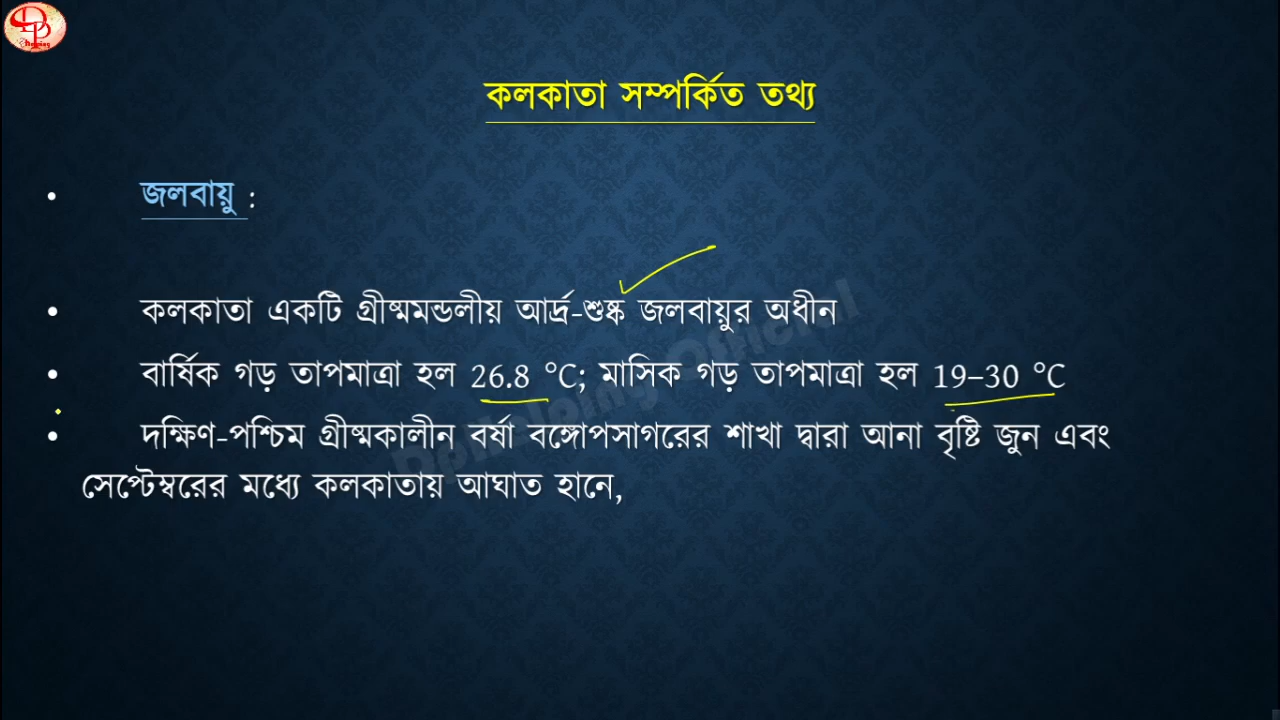 কলকাতা সম্পর্কিত তথ্য
• জলবায়ু :
• কলকাতা একটি গ্রীষ্মমন্ডলীয় আর্দ্র-শুষ্ক জলবায়ুর অধীন
• বার্ষিক গড় তাপমাত্রা হল 26.8 °C; মাসিক গড় তাপমাত্রা হল 19–30 °C
• দক্ষিণ-পশ্চিম গ্রীষ্মকালীন বর্ষা বঙ্গোপসাগরের শাখা দ্বারা আনা বৃষ্টি জুন এবং
সেপ্টেম্বরের মধ্যে কলকাতায় আঘাত হানে,